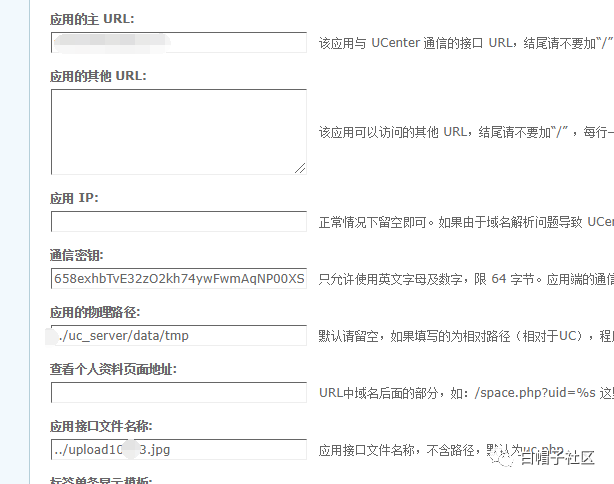 应用的主 URL:
该应用与 UCenter 通信的接口 URL，结尾请不要加“/”
应用的其他 URL:
该应用可以访问的其他 URL，结尾请不要加“/” ，每行一
应用 IP:
正常情况下留空即可。如果由于域名解析问题导致 UCen
通信密钥:
658exhbTvE32zO2kh74ywFwmAqNP00XS
只允许使用英文字母及数字，限 64 字节。应用端的通信
应用的物理路径:
./uc_server/data/tmp
默认请留空，如果填写的为相对路径（相对于UC），程
查看个人资料页面地址:
URL中域名后面的部分，如：/space.php?uid=%s 这
应用接口文件名称:
../upload10 3.jpg
应用接口文件名称，不含路径，默认为uc.php
白帽子社区
标签单条显示模板: